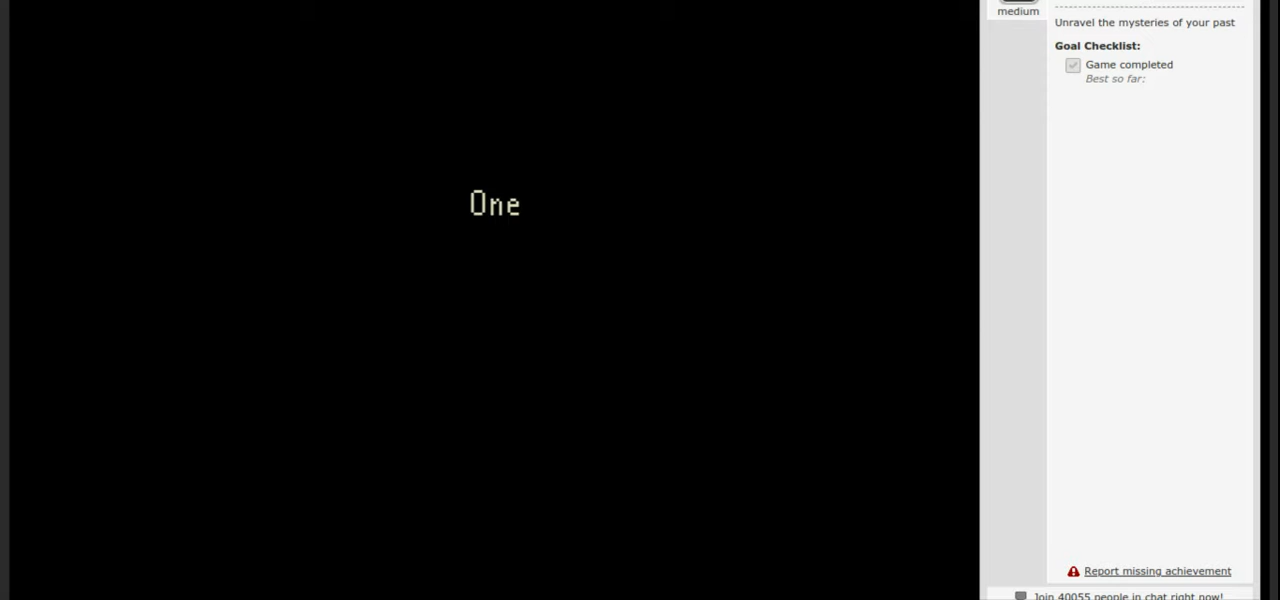 One
medium
Unravel the mysteries of your past
Goal Checklist:
Game completed
Best so far:
Report missing achievement
Join 40055 people in chat right now!